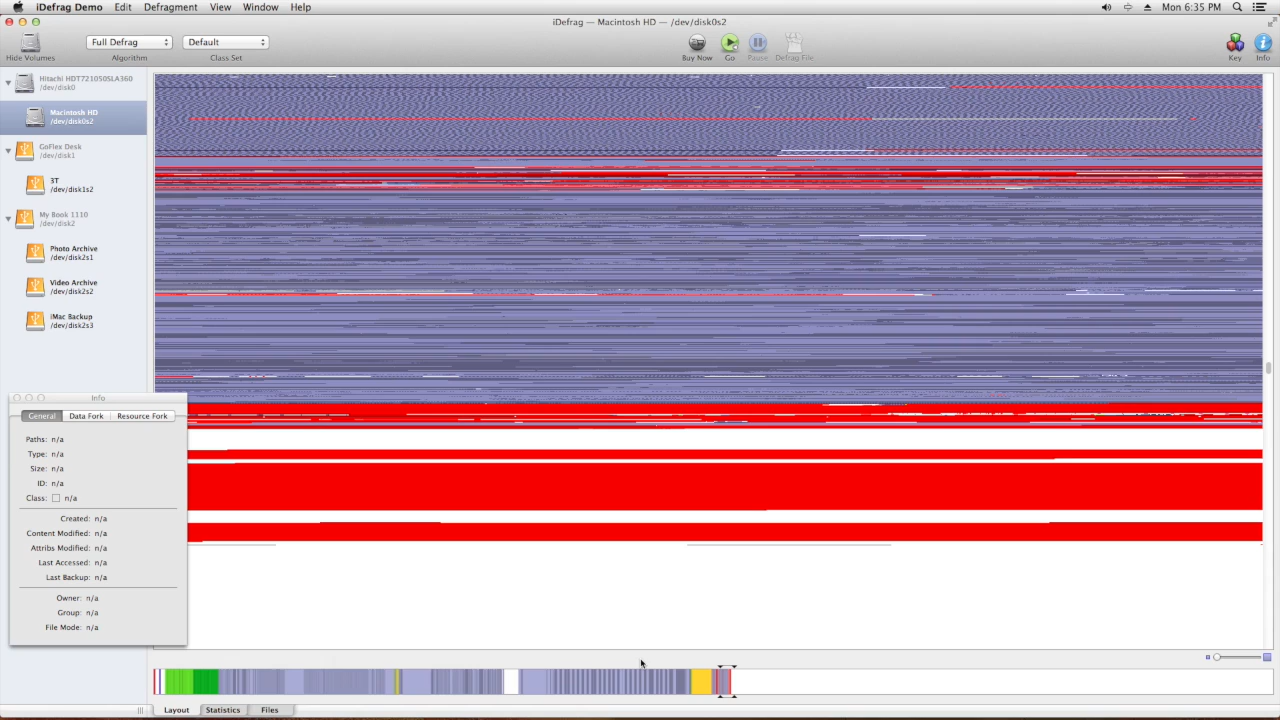 iDefrag Demo Edit Defragment View Window Help Mon 6:35 PM
iDefrag — Macintosh HD — /dev/disk0s2
Full Defrag Default
Hide Volumes Algorithm Class Set Buy Now Go Pause Defrag File Key Info
Hitachi HDT721050SLA360
/dev/disk0
Macintosh HD
/dev/disk0s2
GoFlex Desk
/dev/disk1
3T
/dev/disk1s2
My Book 1110
/dev/disk2
Photo Archive
/dev/disk2s1
Video Archive
/dev/disk2s2
iMac Backup
/dev/disk2s3
Info
General Data Fork Resource Fork
Paths: n/a
Type: n/a
Size: n/a
ID: n/a
Class: n/a
Created: n/a
Content Modified: n/a
Attribs Modified: n/a
Last Accessed: n/a
Last Backup: n/a
Owner: n/a
Group: n/a
File Mode: n/a
Layout Statistics Files